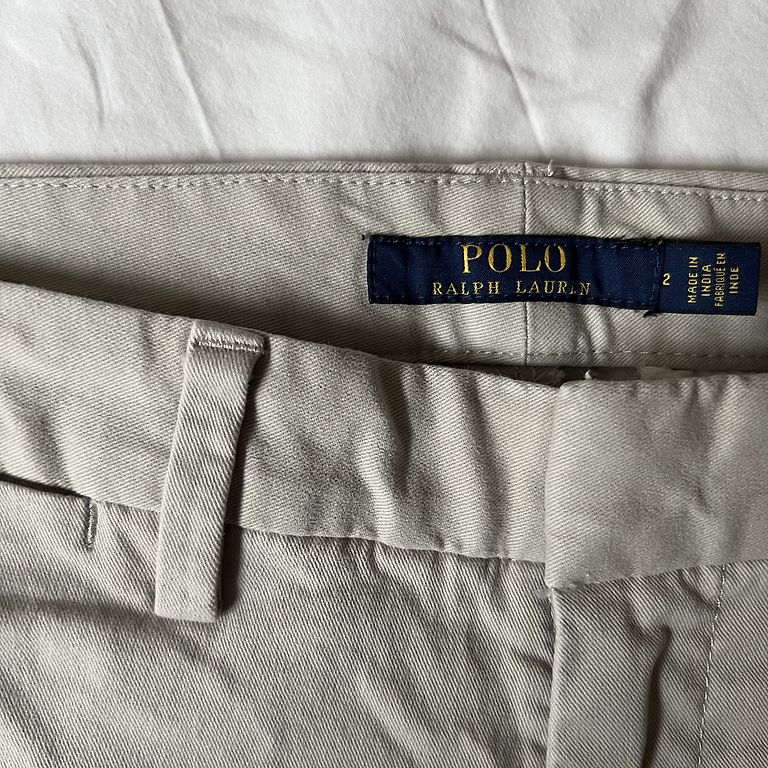 POLO
RALPH LAUREN
2
MADE IN
INDIA
FABRIQUÉ EN
INDE